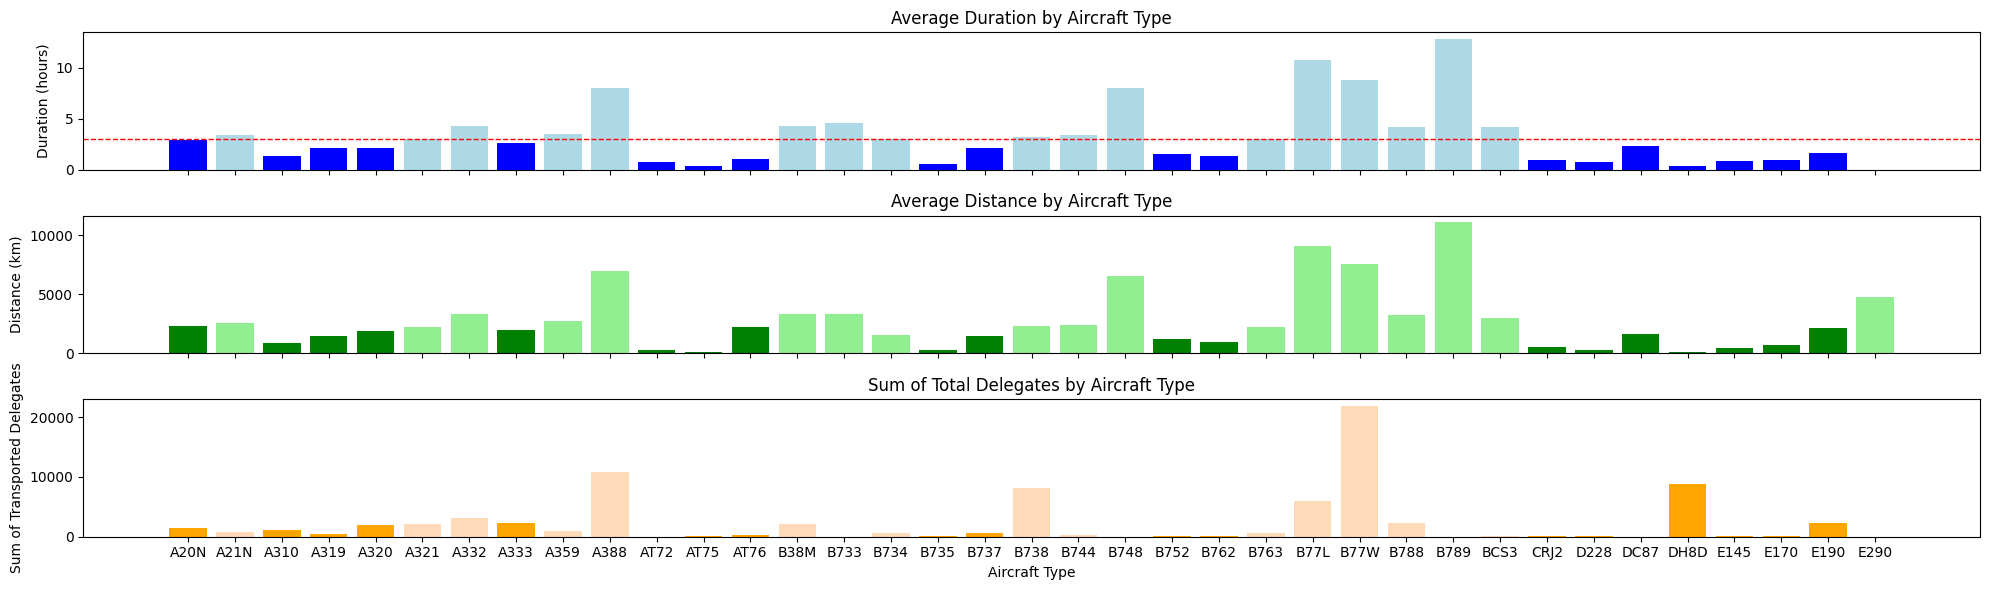 Average Duration by Aircraft Type
Duration (hours)
10
5
0
Average Distance by Aircraft Type
Distance (km)
10000
5000
0
Sum of Total Delegates by Aircraft Type
Sum of Transported Delegates
20000
10000
0
A20N A21N A310 A319 A320 A321 A332 A333 A359 A388 AT72 AT75 AT76 B38M B733 B734 B735 B737 B738 B744 B748 B752 B762 B763 B77L B77W B788 B789 BCS3 CRJ2 D228 DC87 DH8D E145 E170 E190 E290
Aircraft Type